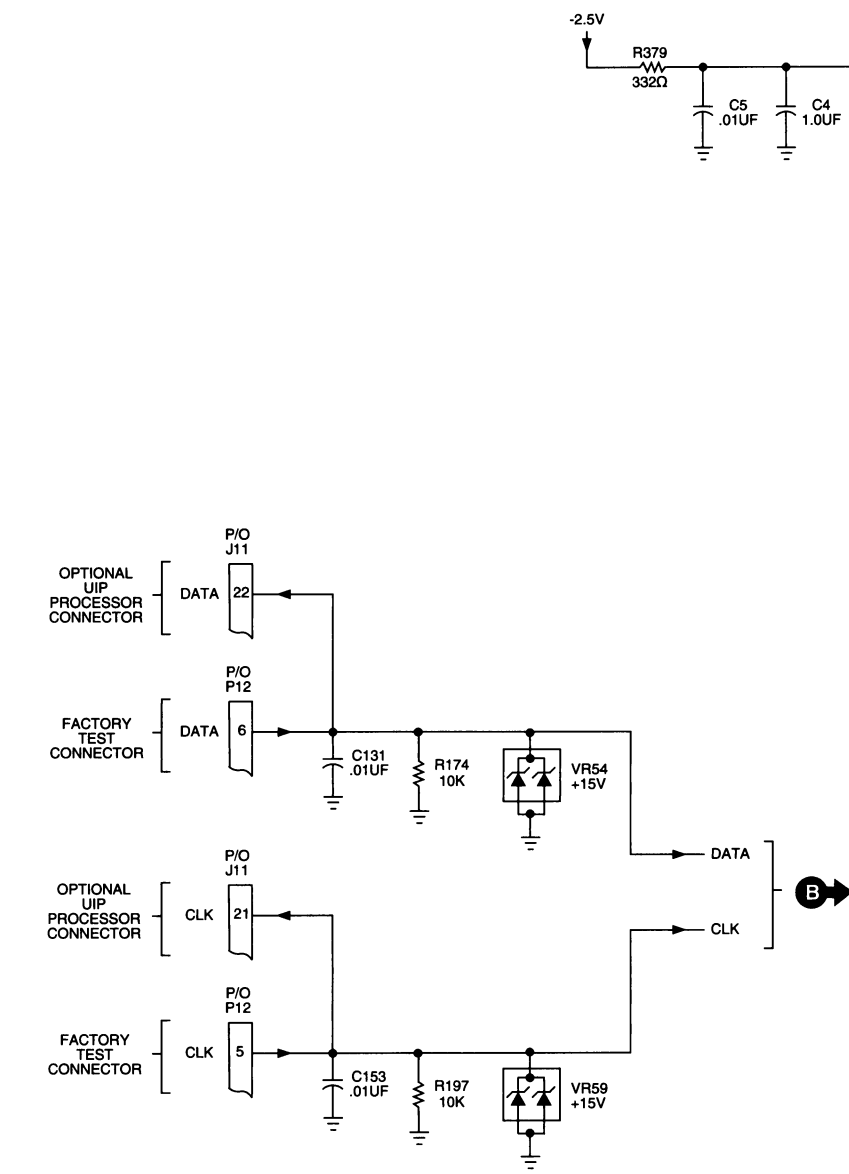 -2.5V
R379
332Ω
C5
.01UF
C4
1.0UF
P/O
J11
OPTIONAL
UIP
PROCESSOR
CONNECTOR
DATA
22
P/O
P12
FACTORY
TEST
CONNECTOR
DATA
6
C131
.01UF
R174
10K
VR54
+15V
DATA
B
CLK
P/O
J11
OPTIONAL
UIP
PROCESSOR
CONNECTOR
CLK
21
P/O
P12
FACTORY
TEST
CONNECTOR
CLK
5
C153
.01UF
R197
10K
VR59
+15V